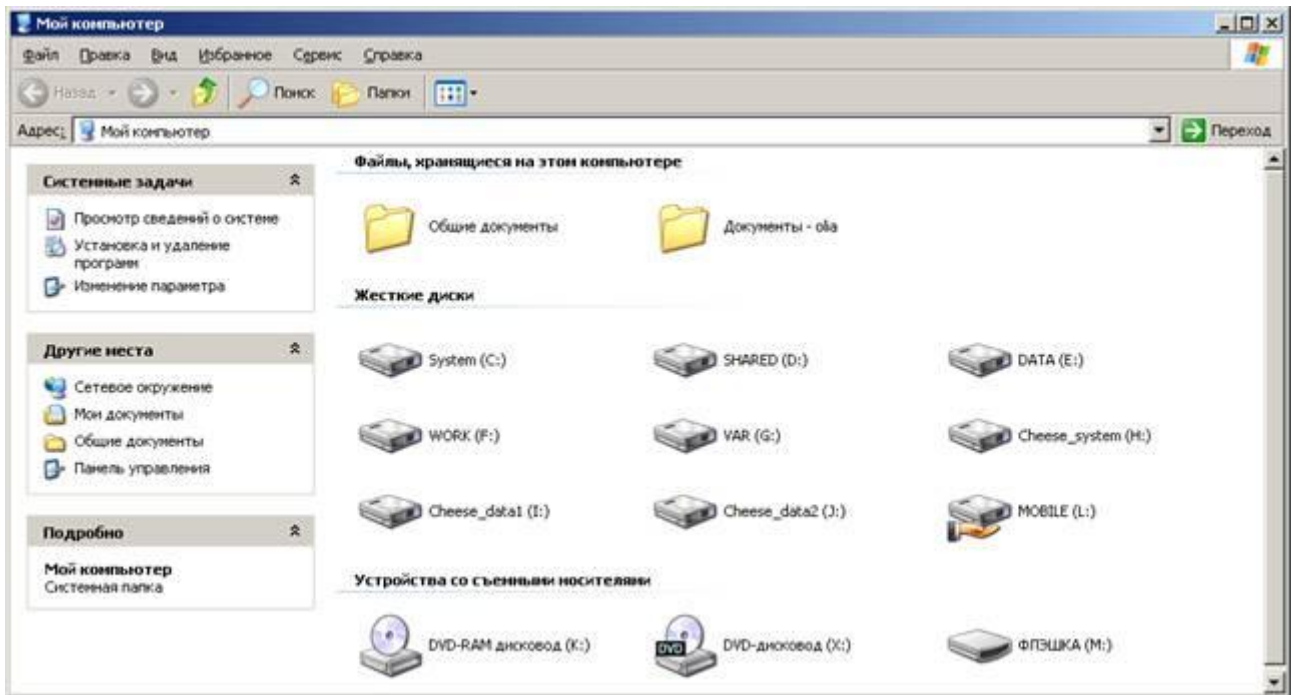 Мой компьютер
Файл Правка Вид Избранное Сервис Справка
Назад Поиск Папки
Адрес: Мой компьютер Переход
Системные задачи
Просмотр сведений о системе
Установка и удаление
программ
Изменение параметра
Другие места
Сетевое окружение
Мои документы
Общие документы
Панель управления
Подробно
Мой компьютер
Системная папка
Файлы, хранящиеся на этом компьютере
Общие документы Документы - olia
Жесткие диски
System (C:) SHARED (D:) DATA (E:)
WORK (F:) VAR (G:) Cheese_system (H:)
Cheese_data1 (I:) Cheese_data2 (J:) MOBILE (L:)
Устройства со съемными носителями
DVD-RAM дисковод (K:) DVD DVD-дисковод (X:) ФЛЭШКА (M:)